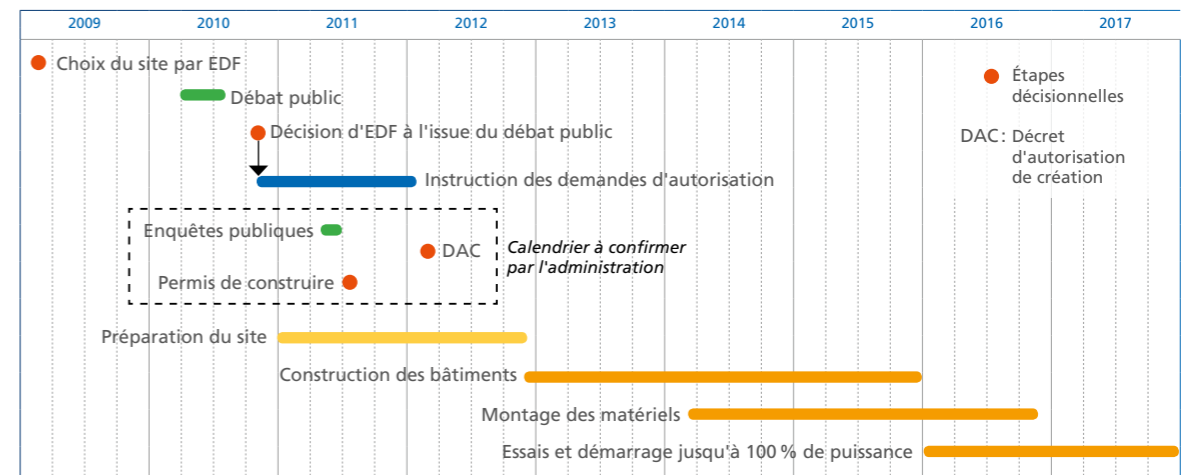 2009 2010 2011 2012 2013 2014 2015 2016 2017
Choix du site par EDF
Étapes
décisionnelles
Débat public
Décision d'EDF à l'issue du débat public
DAC : Décret
d'autorisation
de création
Instruction des demandes d'autorisation
Enquêtes publiques
DAC
Calendrier à confirmer
par l'administration
Permis de construire
Préparation du site
Construction des bâtiments
Montage des matériels
Essais et démarrage jusqu'à 100 % de puissance